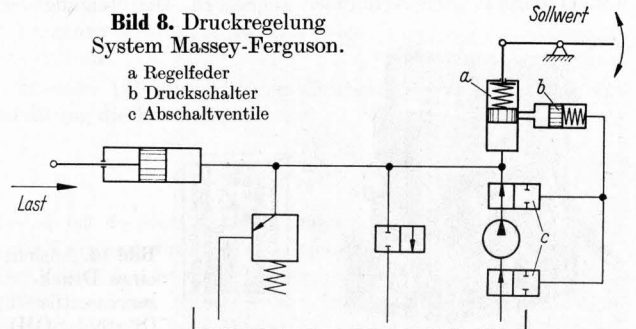 Bild 8. Druckregelung
System Massey-Ferguson.
a Regelfeder
b Druckschalter
c Abschaltventile
Sollwert
a
b
Last
c